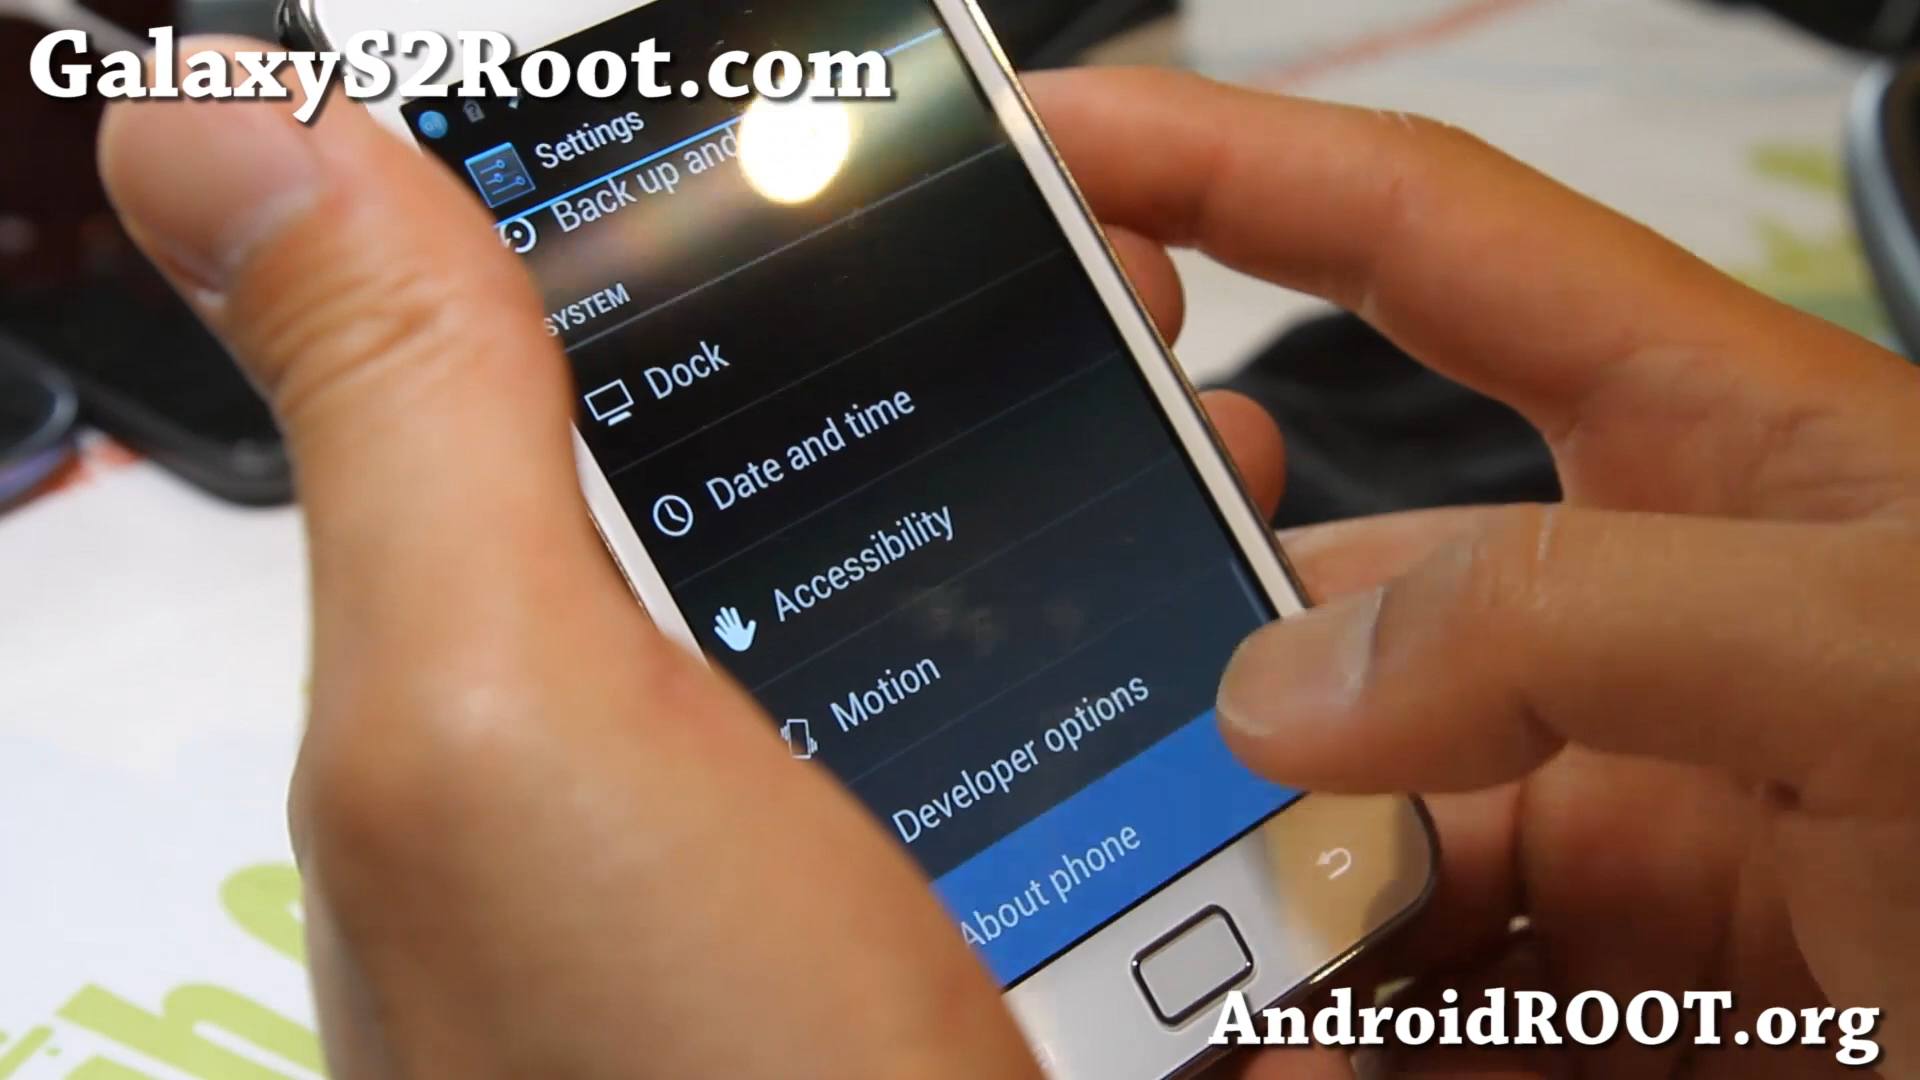 GalaxyS2Root.com
Settings
Back up and
SYSTEM
Dock
Date and time
Accessibility
Motion
Developer options
About phone
AndroidROOT.org